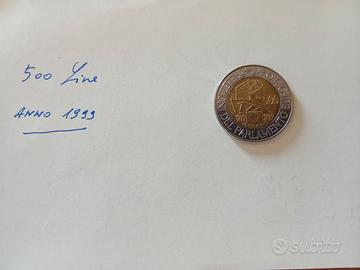 500 Lire
ANNO 1999
DEL PARLAMENTO
subito